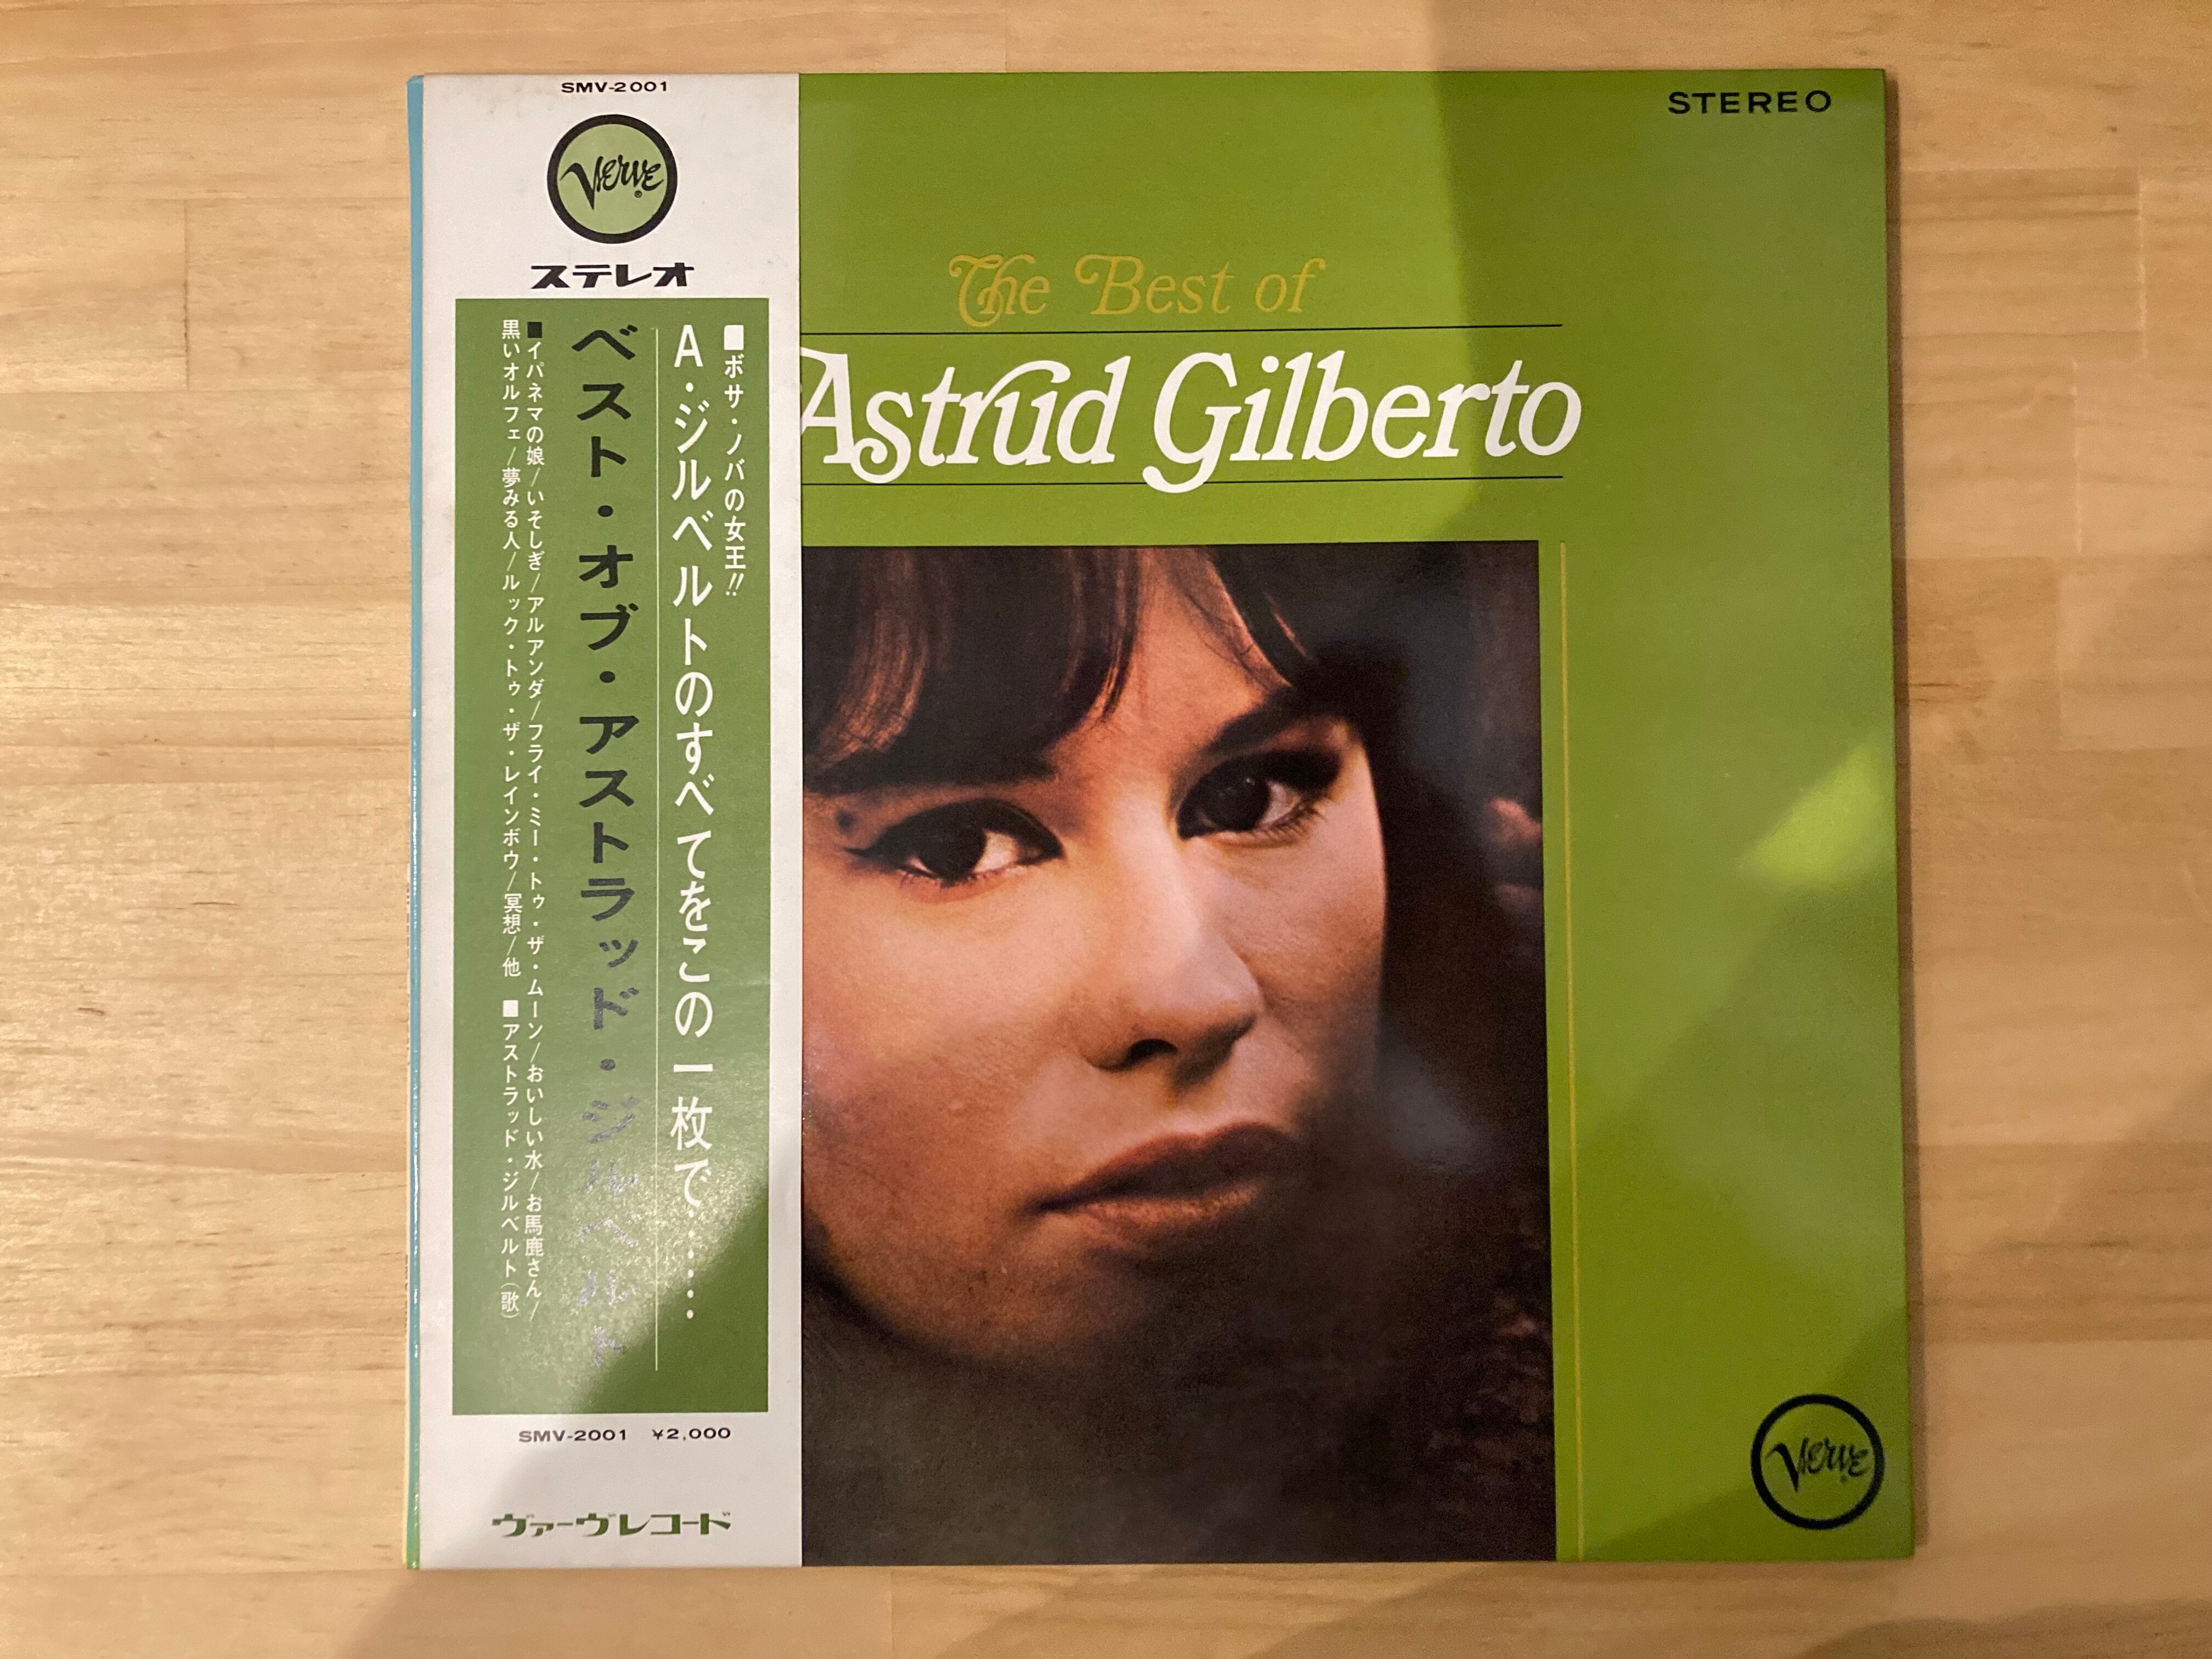 SMV-2001
Verve
ステレオ
■ボサ・ノバの女王!!
A・ジルベルトのすべてをこの一枚で……
ベスト・オブ・アストラッド・ジルベルト
■イパネマの娘/いそしぎ/アルアンダ/フライ・ミー・トゥ・ザ・ムーン/おいしい水/お馬鹿さん/
黒いオルフェ/夢みる人/ルック・トゥ・ザ・レインボウ/冥想/他 ■アストラッド・ジルベルト(歌)
SMV-2001 ¥2,000
ヴァーヴレコード
STEREO
The Best of
Astrud Gilberto
Verve